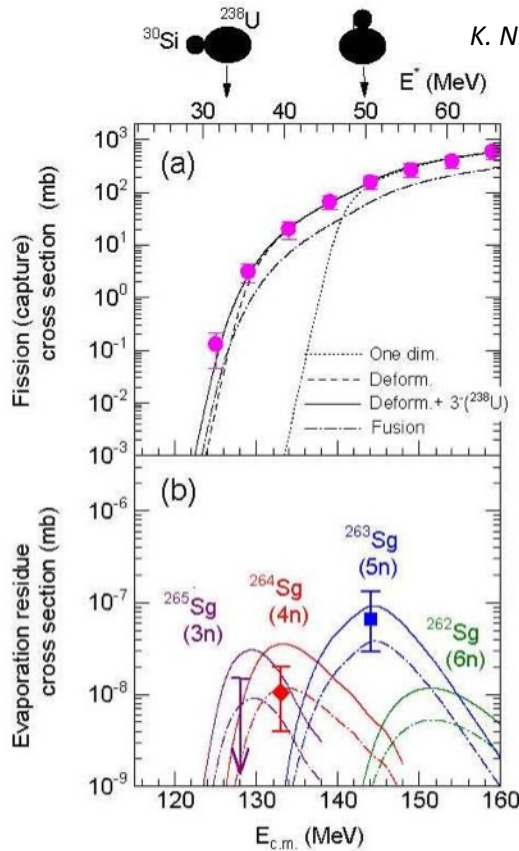 ³⁰Si
²³⁸U
K. N
E* (MeV)
30 40 50 60
(a)
Fission (capture)
cross section (mb)
10³
10²
10¹
10⁰
10⁻¹
10⁻²
10⁻³
One dim.
Deform.
Deform.+ 3⁻(²³⁸U)
Fusion
(b)
Evaporation residue
cross section (mb)
10⁻⁶
10⁻⁷
10⁻⁸
10⁻⁹
²⁶⁵Sg
(3n)
²⁶⁴Sg
(4n)
²⁶³Sg
(5n)
²⁶²Sg
(6n)
120 130 140 150 160
E c.m. (MeV)